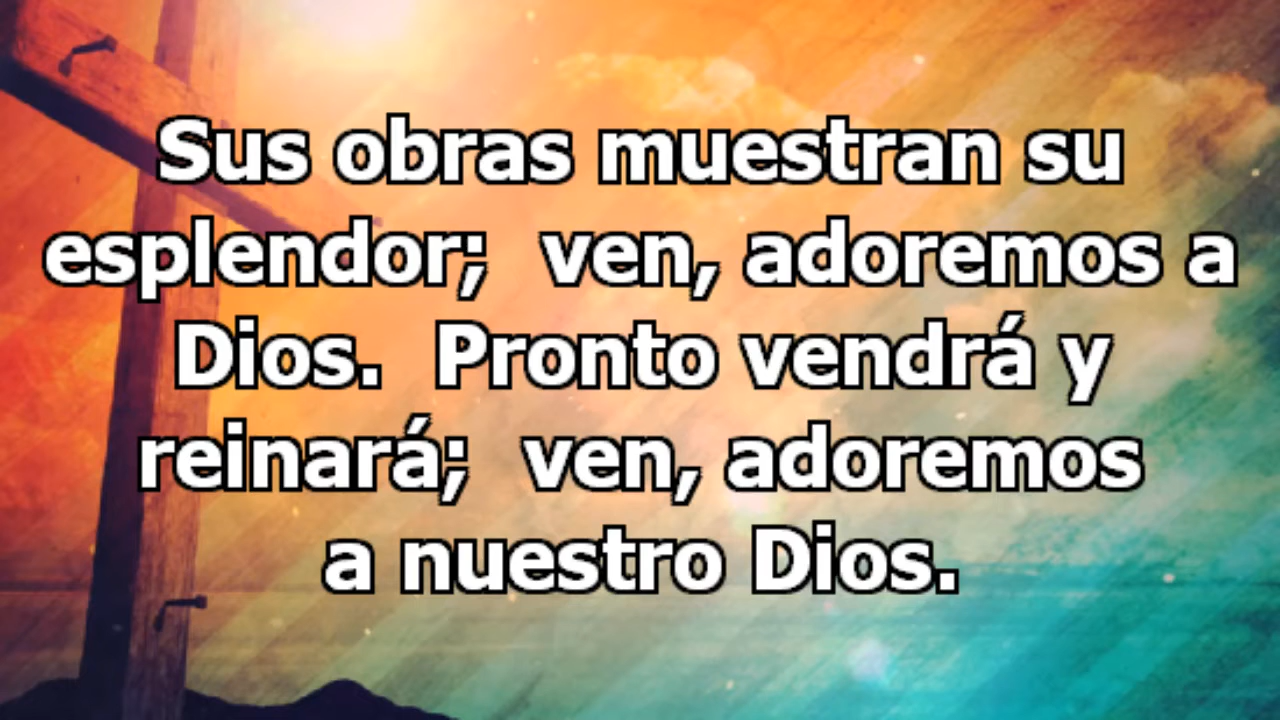 Sus obras muestran su
esplendor;  ven, adoremos a
Dios.  Pronto vendrá y
reinará;  ven, adoremos
a nuestro Dios.